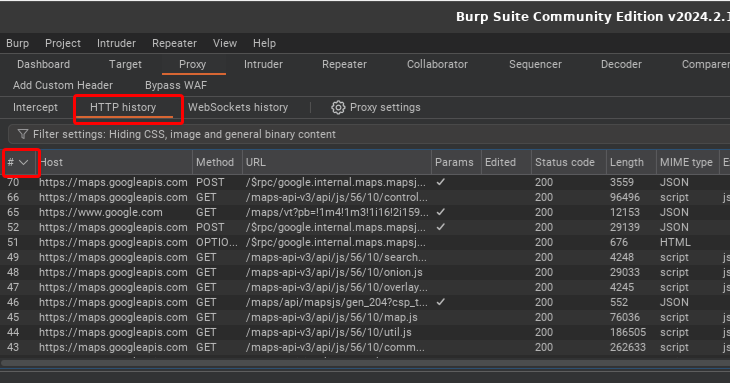 Burp Suite Community Edition v2024.2.1
Burp Project Intruder Repeater View Help
Dashboard Target Proxy Intruder Repeater Collaborator Sequencer Decoder Comparer
Add Custom Header Bypass WAF
Intercept HTTP history WebSockets history Proxy settings
Filter settings: Hiding CSS, image and general binary content
# Host Method URL Params Edited Status code Length MIME type
70 https://maps.googleapis.com POST /$rpc/google.internal.maps.mapsj... ✓ 200 3559 JSON
66 https://maps.googleapis.com GET /maps-api-v3/api/js/56/10/control... 200 96496 script js
65 https://www.google.com GET /maps/vt?pb=!1m4!1m3!1i16!2i159... ✓ 200 12153 JSON
52 https://maps.googleapis.com POST /$rpc/google.internal.maps.mapsj... ✓ 200 29139 JSON
51 https://maps.googleapis.com OPTIO... /$rpc/google.internal.maps.mapsj... 200 676 HTML
49 https://maps.googleapis.com GET /maps-api-v3/api/js/56/10/search... 200 4248 script js
48 https://maps.googleapis.com GET /maps-api-v3/api/js/56/10/onion.js 200 29033 script js
47 https://maps.googleapis.com GET /maps-api-v3/api/js/56/10/overlay... 200 4245 script js
46 https://maps.googleapis.com GET /maps/api/mapsjs/gen_204?csp_t... ✓ 200 552 JSON
45 https://maps.googleapis.com GET /maps-api-v3/api/js/56/10/map.js 200 76036 script js
44 https://maps.googleapis.com GET /maps-api-v3/api/js/56/10/util.js 200 186505 script js
43 https://maps.googleapis.com GET /maps-api-v3/api/js/56/10/comm... 200 262633 script js